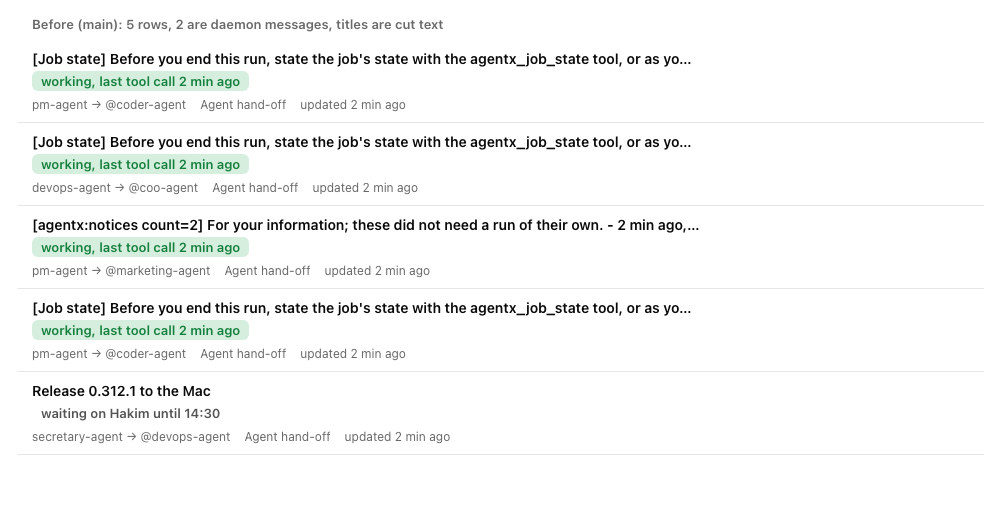 Before (main): 5 rows, 2 are daemon messages, titles are cut text
[Job state] Before you end this run, state the job's state with the agentx_job_state tool, or as yo...
working, last tool call 2 min ago
pm-agent → @coder-agent Agent hand-off updated 2 min ago
[Job state] Before you end this run, state the job's state with the agentx_job_state tool, or as yo...
working, last tool call 2 min ago
devops-agent → @coo-agent Agent hand-off updated 2 min ago
[agentx:notices count=2] For your information; these did not need a run of their own. - 2 min ago,...
working, last tool call 2 min ago
pm-agent → @marketing-agent Agent hand-off updated 2 min ago
[Job state] Before you end this run, state the job's state with the agentx_job_state tool, or as yo...
working, last tool call 2 min ago
pm-agent → @coder-agent Agent hand-off updated 2 min ago
Release 0.312.1 to the Mac
waiting on Hakim until 14:30
secretary-agent → @devops-agent Agent hand-off updated 2 min ago